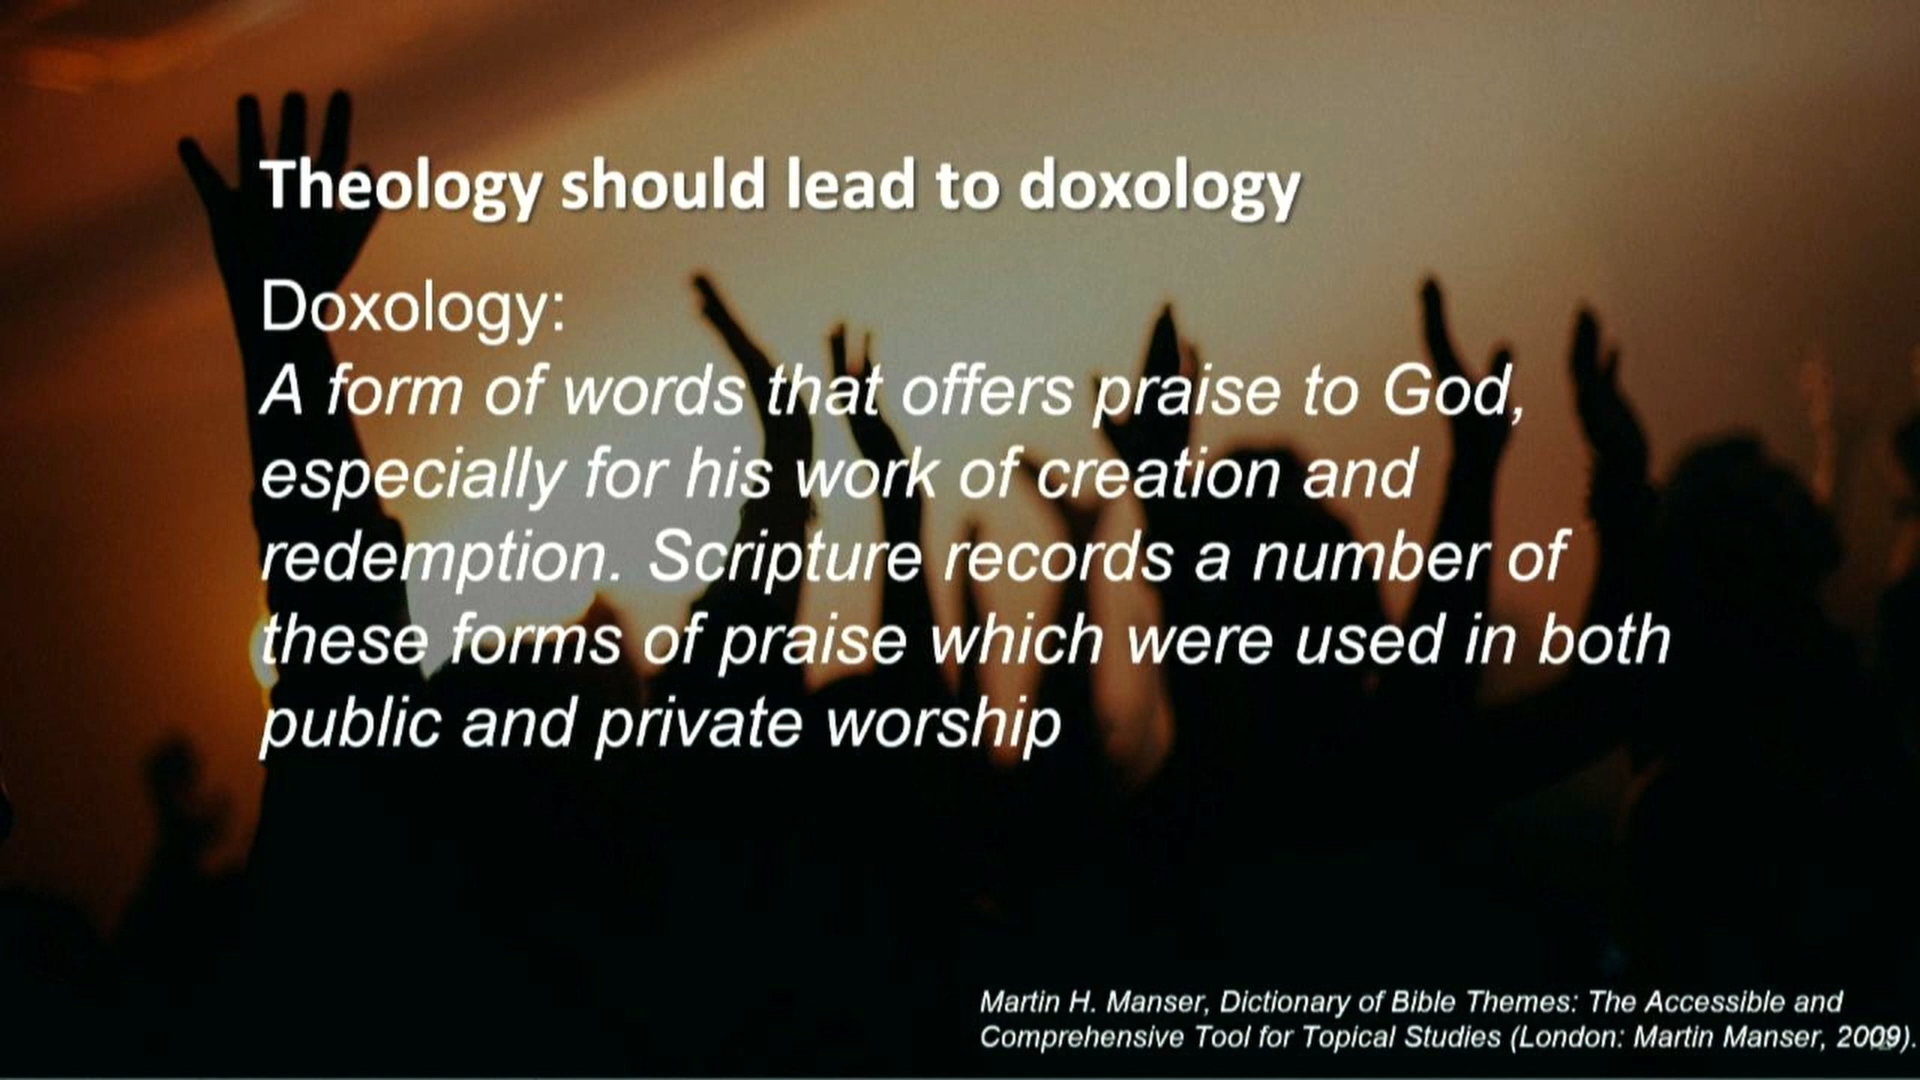 Theology should lead to doxology
Doxology:
A form of words that offers praise to God,
especially for his work of creation and
redemption. Scripture records a number of
these forms of praise which were used in both
public and private worship
Martin H. Manser, Dictionary of Bible Themes: The Accessible and
Comprehensive Tool for Topical Studies (London: Martin Manser, 2009).